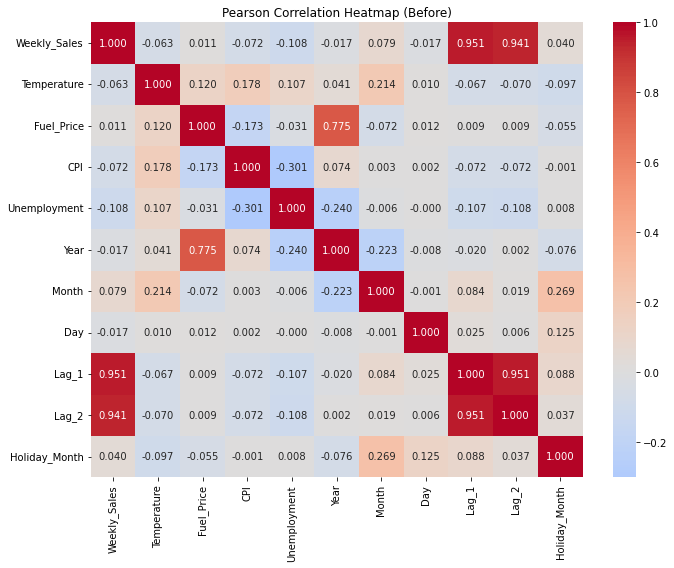 Pearson Correlation Heatmap (Before)
Weekly_Sales 1.000 -0.063 0.011 -0.072 -0.108 -0.017 0.079 -0.017 0.951 0.941 0.040
Temperature -0.063 1.000 0.120 0.178 0.107 0.041 0.214 0.010 -0.067 -0.070 -0.097
Fuel_Price 0.011 0.120 1.000 -0.173 -0.031 0.775 -0.072 0.012 0.009 0.009 -0.055
CPI -0.072 0.178 -0.173 1.000 -0.301 0.074 0.003 0.002 -0.072 -0.072 -0.001
Unemployment -0.108 0.107 -0.031 -0.301 1.000 -0.240 -0.006 -0.000 -0.107 -0.108 0.008
Year -0.017 0.041 0.775 0.074 -0.240 1.000 -0.223 -0.008 -0.020 0.002 -0.076
Month 0.079 0.214 -0.072 0.003 -0.006 -0.223 1.000 -0.001 0.084 0.019 0.269
Day -0.017 0.010 0.012 0.002 -0.000 -0.008 -0.001 1.000 0.025 0.006 0.125
Lag_1 0.951 -0.067 0.009 -0.072 -0.107 -0.020 0.084 0.025 1.000 0.951 0.088
Lag_2 0.941 -0.070 0.009 -0.072 -0.108 0.002 0.019 0.006 0.951 1.000 0.037
Holiday_Month 0.040 -0.097 -0.055 -0.001 0.008 -0.076 0.269 0.125 0.088 0.037 1.000
Weekly_Sales Temperature Fuel_Price CPI Unemployment Year Month Day Lag_1 Lag_2 Holiday_Month
1.0
0.8
0.6
0.4
0.2
0.0
−0.2